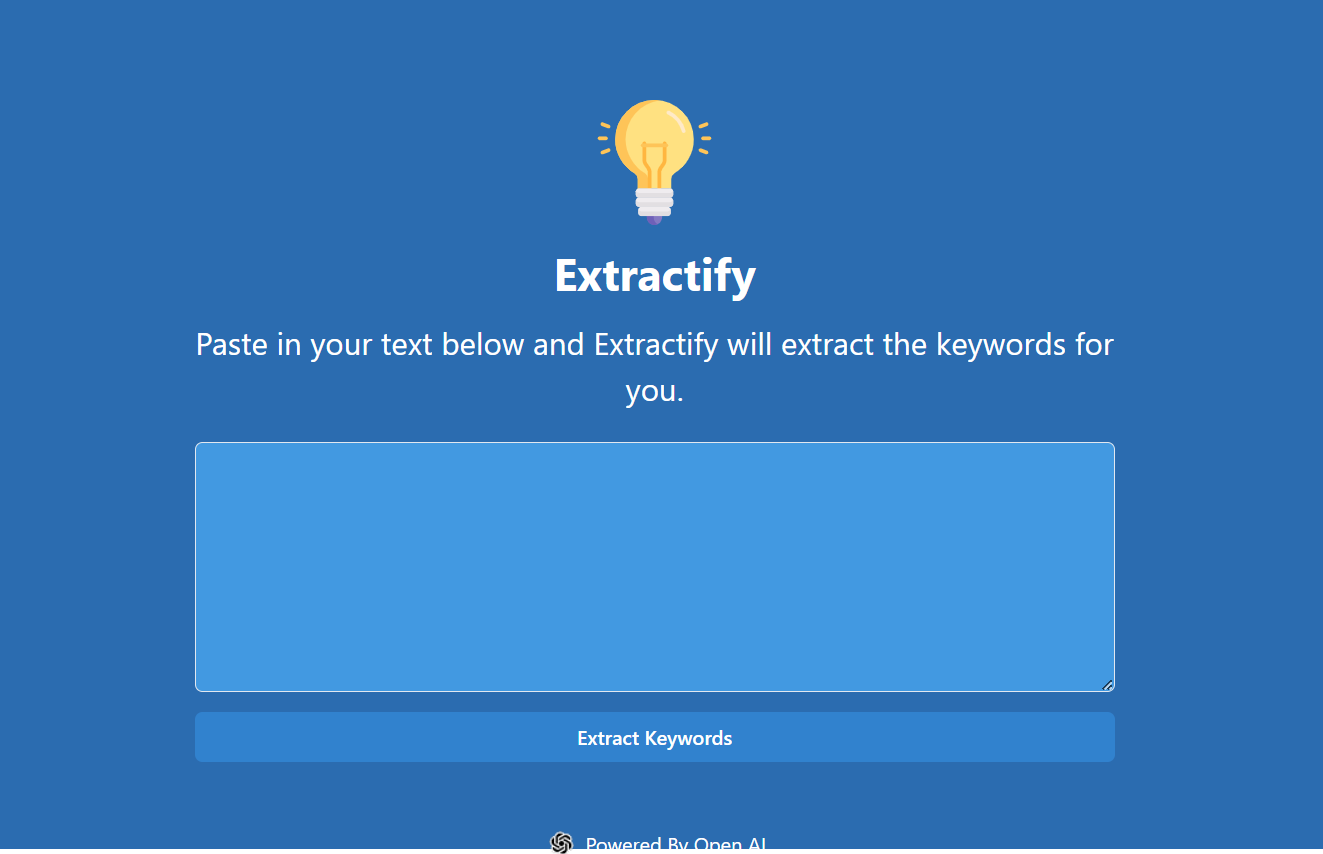 Extractify
Paste in your text below and Extractify will extract the keywords for
you.
Extract Keywords
Powered By Open AI